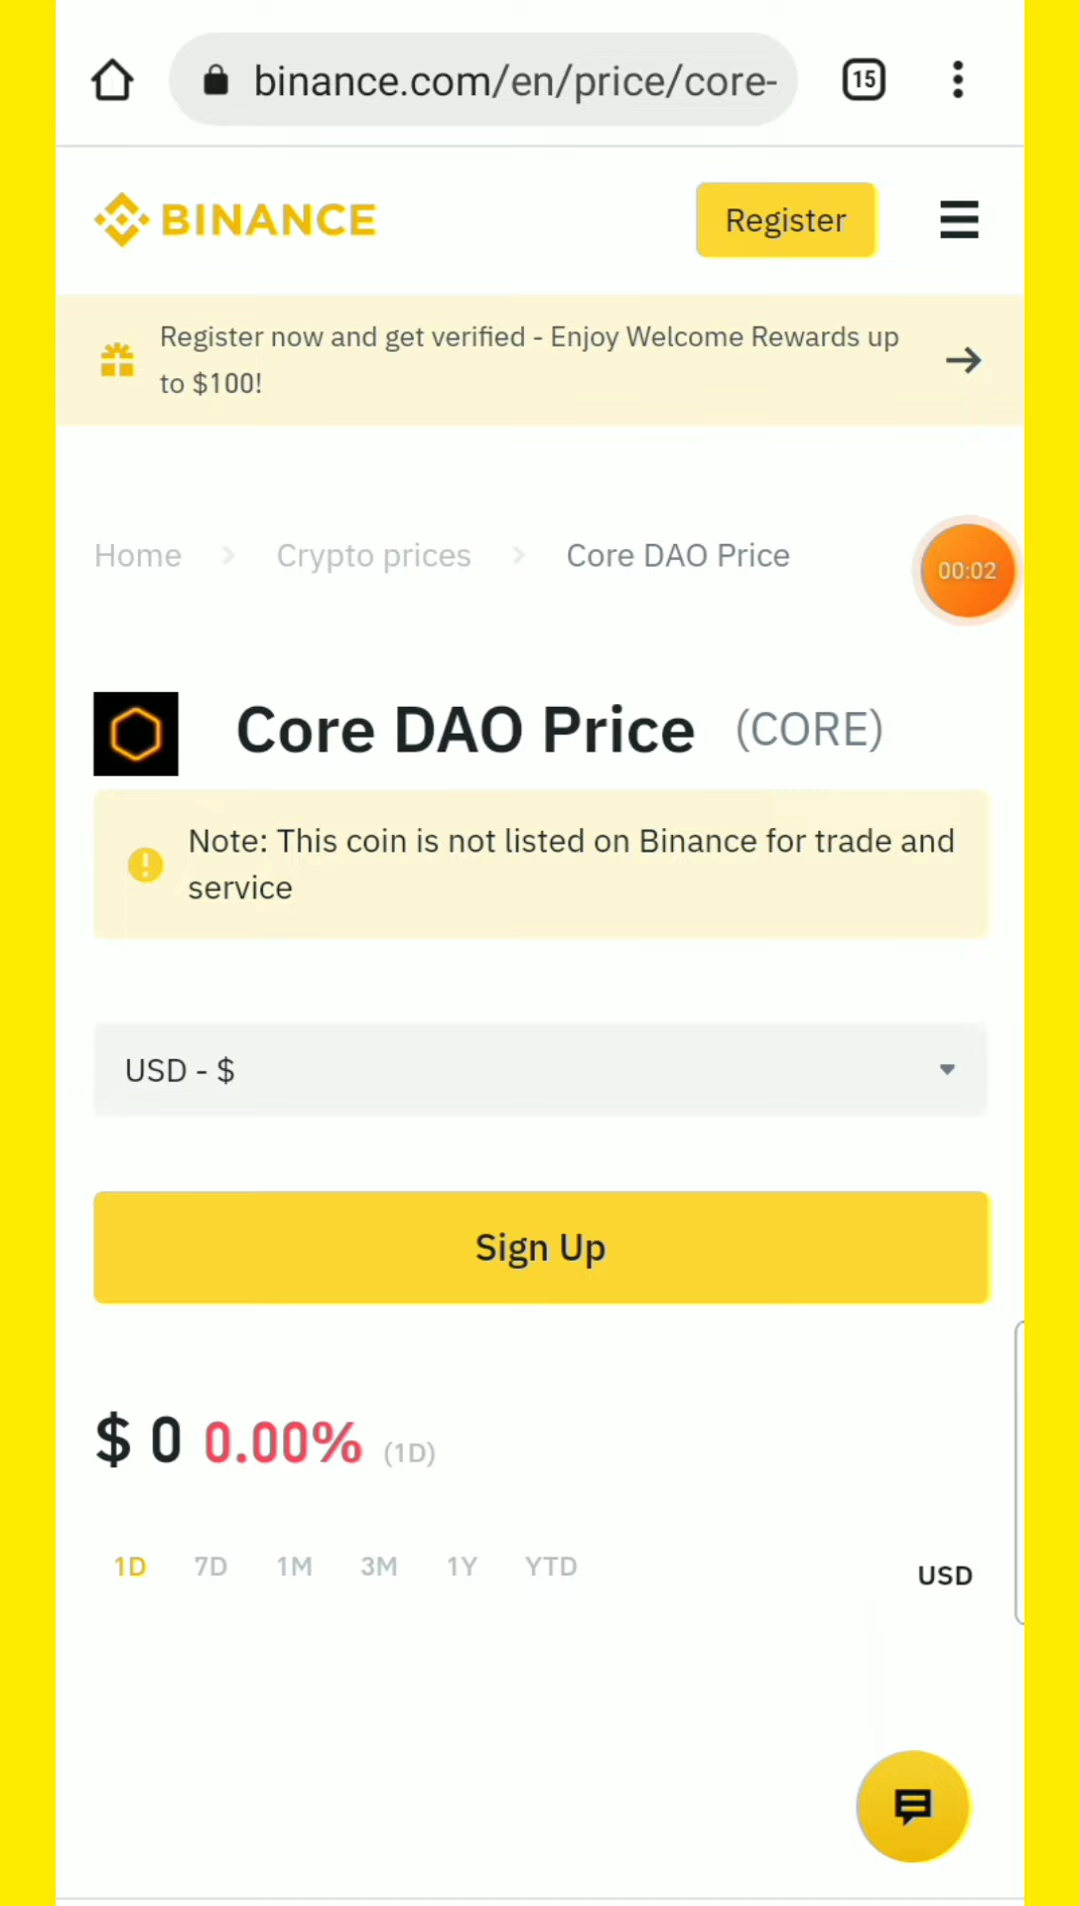 binance.com/en/price/core-
15
BINANCE
Register
Register now and get verified - Enjoy Welcome Rewards up
to $100!
Home
Crypto prices
Core DAO Price
00:02
Core DAO Price (CORE)
Note: This coin is not listed on Binance for trade and
service
USD - $
Sign Up
$ 0 0.00% (1D)
1D 7D 1M 3M 1Y YTD
USD